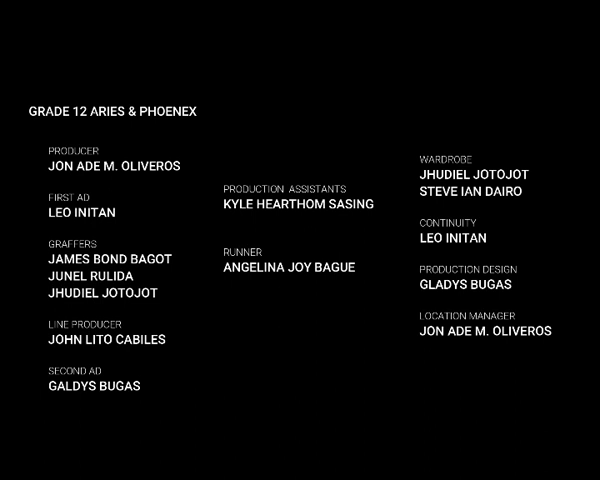 GRADE 12 ARIES & PHOENEX
PRODUCER
JON ADE M. OLIVEROS
FIRST AD
LEO INITAN
GRAFFERS
JAMES BOND BAGOT
JUNEL RULIDA
JHUDIEL JOTOJOT
LINE PRODUCER
JOHN LITO CABILES
SECOND AD
GALDYS BUGAS
PRODUCTION ASSISTANTS
KYLE HEARTHOM SASING
RUNNER
ANGELINA JOY BAGUE
WARDROBE
JHUDIEL JOTOJOT
STEVE IAN DAIRO
CONTINUITY
LEO INITAN
PRODUCTION DESIGN
GLADYS BUGAS
LOCATION MANAGER
JON ADE M. OLIVEROS